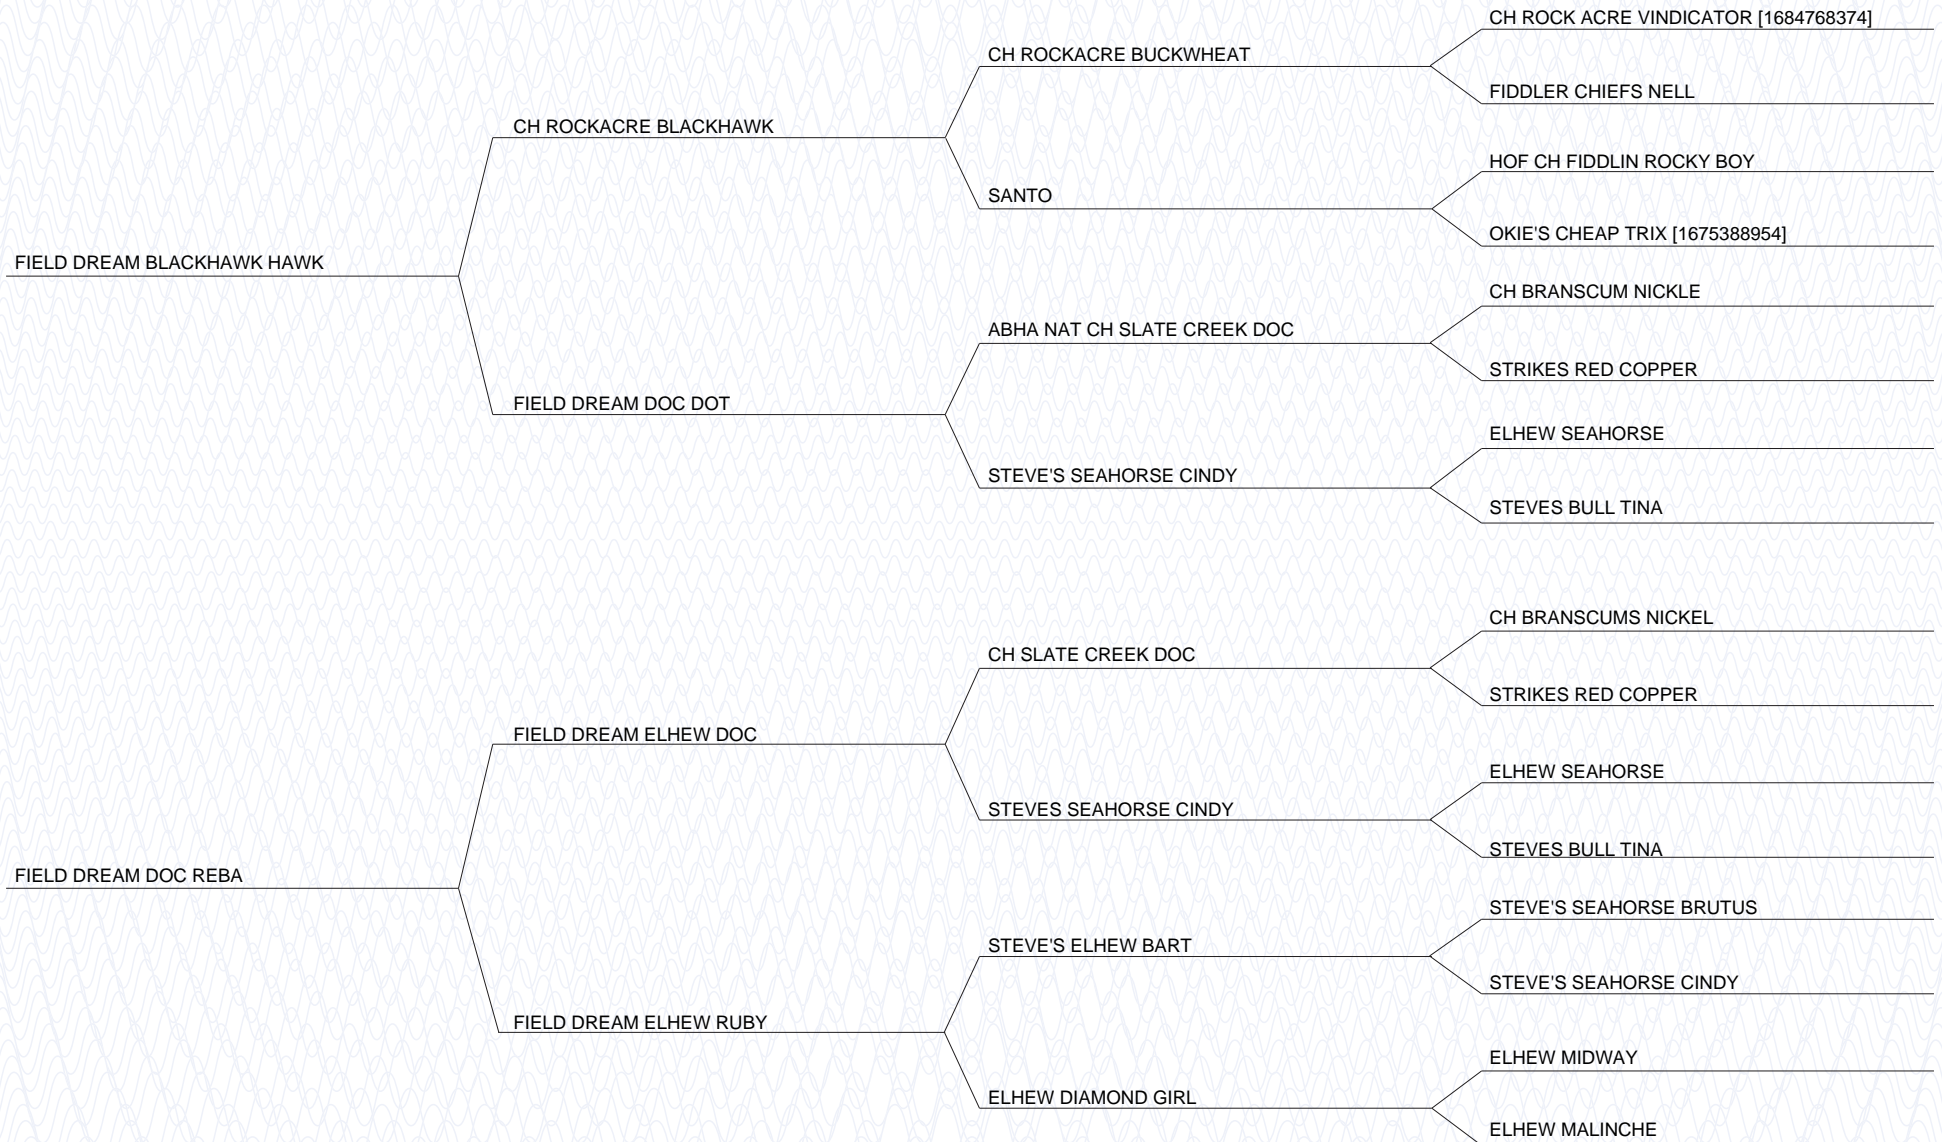 CH ROCK ACRE VINDICATOR [1684768374]
CH ROCKACRE BUCKWHEAT
FIDDLER CHIEFS NELL
CH ROCKACRE BLACKHAWK
HOF CH FIDDLIN ROCKY BOY
SANTO
OKIE'S CHEAP TRIX [1675388954]
FIELD DREAM BLACKHAWK HAWK
CH BRANSCUM NICKLE
ABHA NAT CH SLATE CREEK DOC
STRIKES RED COPPER
FIELD DREAM DOC DOT
ELHEW SEAHORSE
STEVE'S SEAHORSE CINDY
STEVES BULL TINA
CH BRANSCUMS NICKEL
CH SLATE CREEK DOC
STRIKES RED COPPER
FIELD DREAM ELHEW DOC
ELHEW SEAHORSE
STEVES SEAHORSE CINDY
STEVES BULL TINA
FIELD DREAM DOC REBA
STEVE'S SEAHORSE BRUTUS
STEVE'S ELHEW BART
STEVE'S SEAHORSE CINDY
FIELD DREAM ELHEW RUBY
ELHEW MIDWAY
ELHEW DIAMOND GIRL
ELHEW MALINCHE